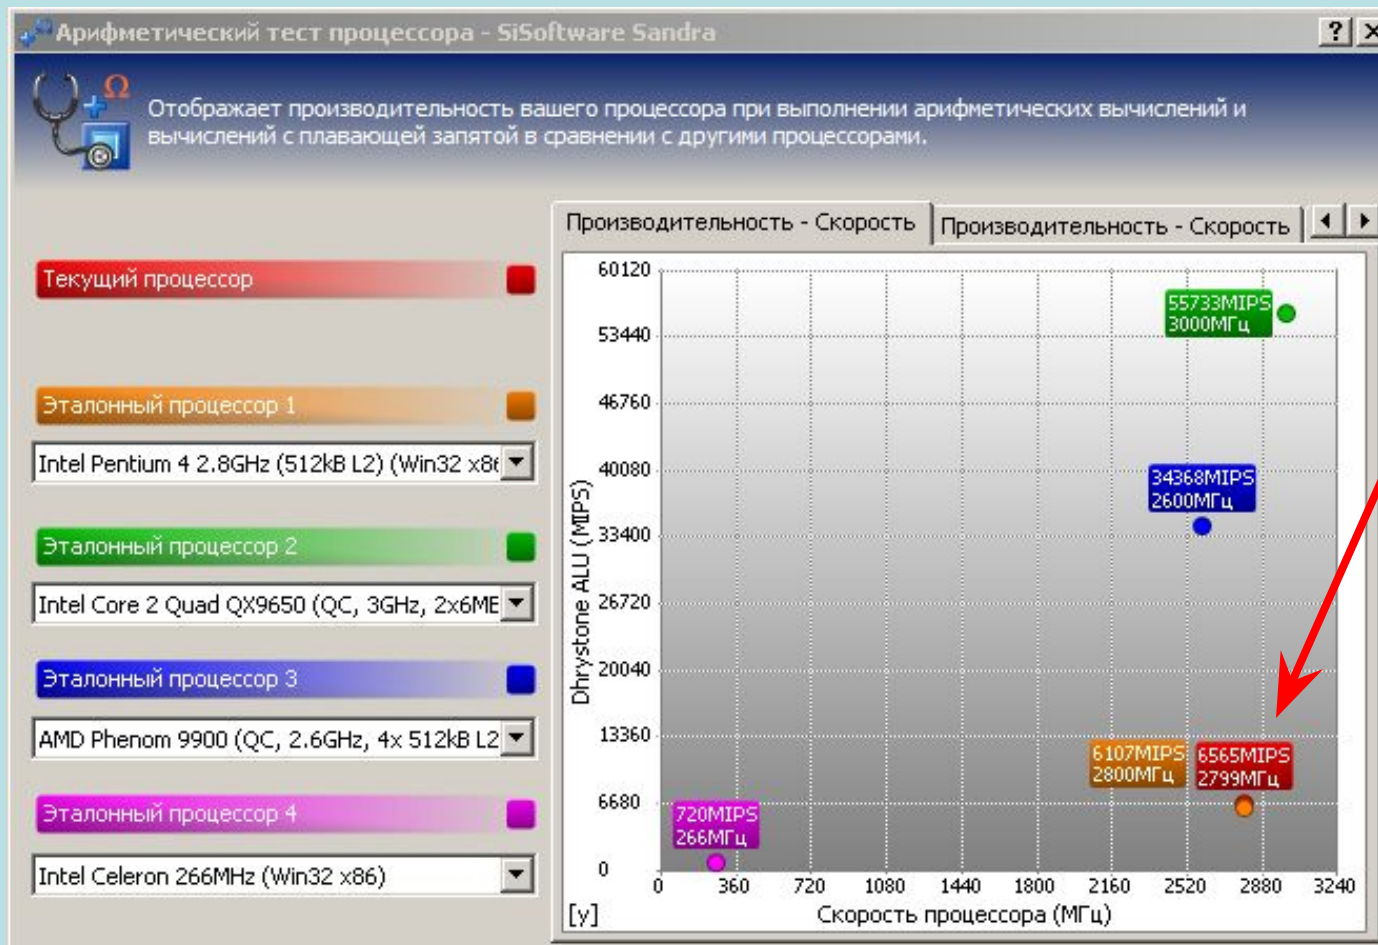 Арифметический тест процессора - SiSoftware Sandra
Отображает производительность вашего процессора при выполнении арифметических вычислений и
вычислений с плавающей запятой в сравнении с другими процессорами.
Текущий процессор
Эталонный процессор 1
Intel Pentium 4 2.8GHz (512kB L2) (Win32 x86
Эталонный процессор 2
Intel Core 2 Quad QX9650 (QC, 3GHz, 2x6ME
Эталонный процессор 3
AMD Phenom 9900 (QC, 2.6GHz, 4x 512kB L2
Эталонный процессор 4
Intel Celeron 266MHz (Win32 x86)
Производительность - Скорость
Производительность - Скорость
60120
53440
46760
40080
33400
26720
20040
13360
6680
0
Dhrystone ALU (MIPS)
55733MIPS
3000МГц
34368MIPS
2600МГц
6107MIPS
2800МГц
6565MIPS
2799МГц
720MIPS
266МГц
0 360 720 1080 1440 1800 2160 2520 2880 3240
[y]
Скорость процессора (МГц)